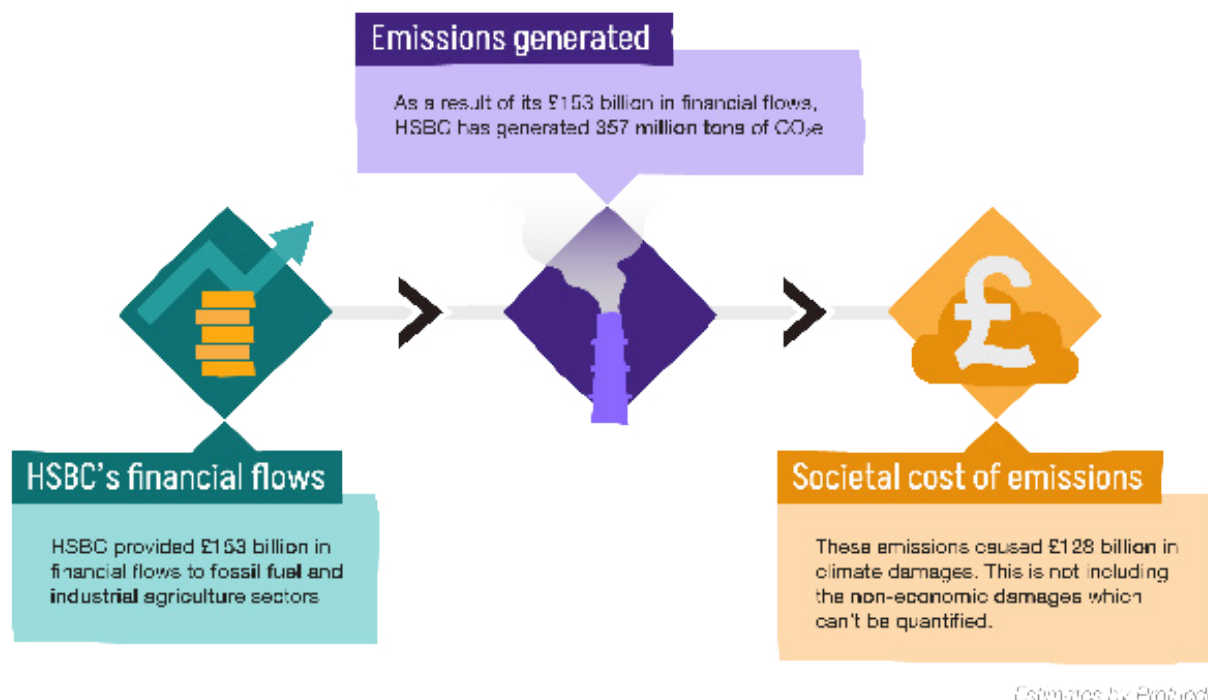 Emissions generated
As a result of its £153 billion in financial flows,
HSBC has generated 357 million tons of CO₂e
HSBC's financial flows
HSBC provided £153 billion in
financial flows to fossil fuel and
industrial agriculture sectors
Societal cost of emissions
These emissions caused £128 billion in
climate damages. This is not including
the non-economic damages which
can't be quantified.
Estimates by Profundo